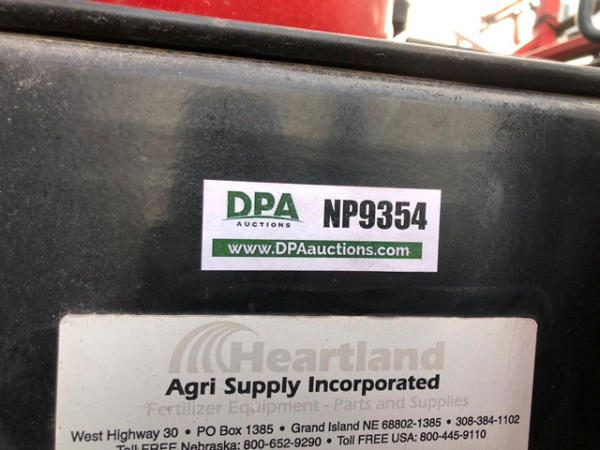 DPA
AUCTIONS
NP9354
www.DPAauctions.com
Heartland
Agri Supply Incorporated
Fertilizer Equipment - Parts and Supplies
West Highway 30 • PO Box 1385 • Grand Island NE 68802-1385 • 308-384-1102
Toll FREE Nebraska: 800-652-9290 • Toll FREE USA: 800-445-9110